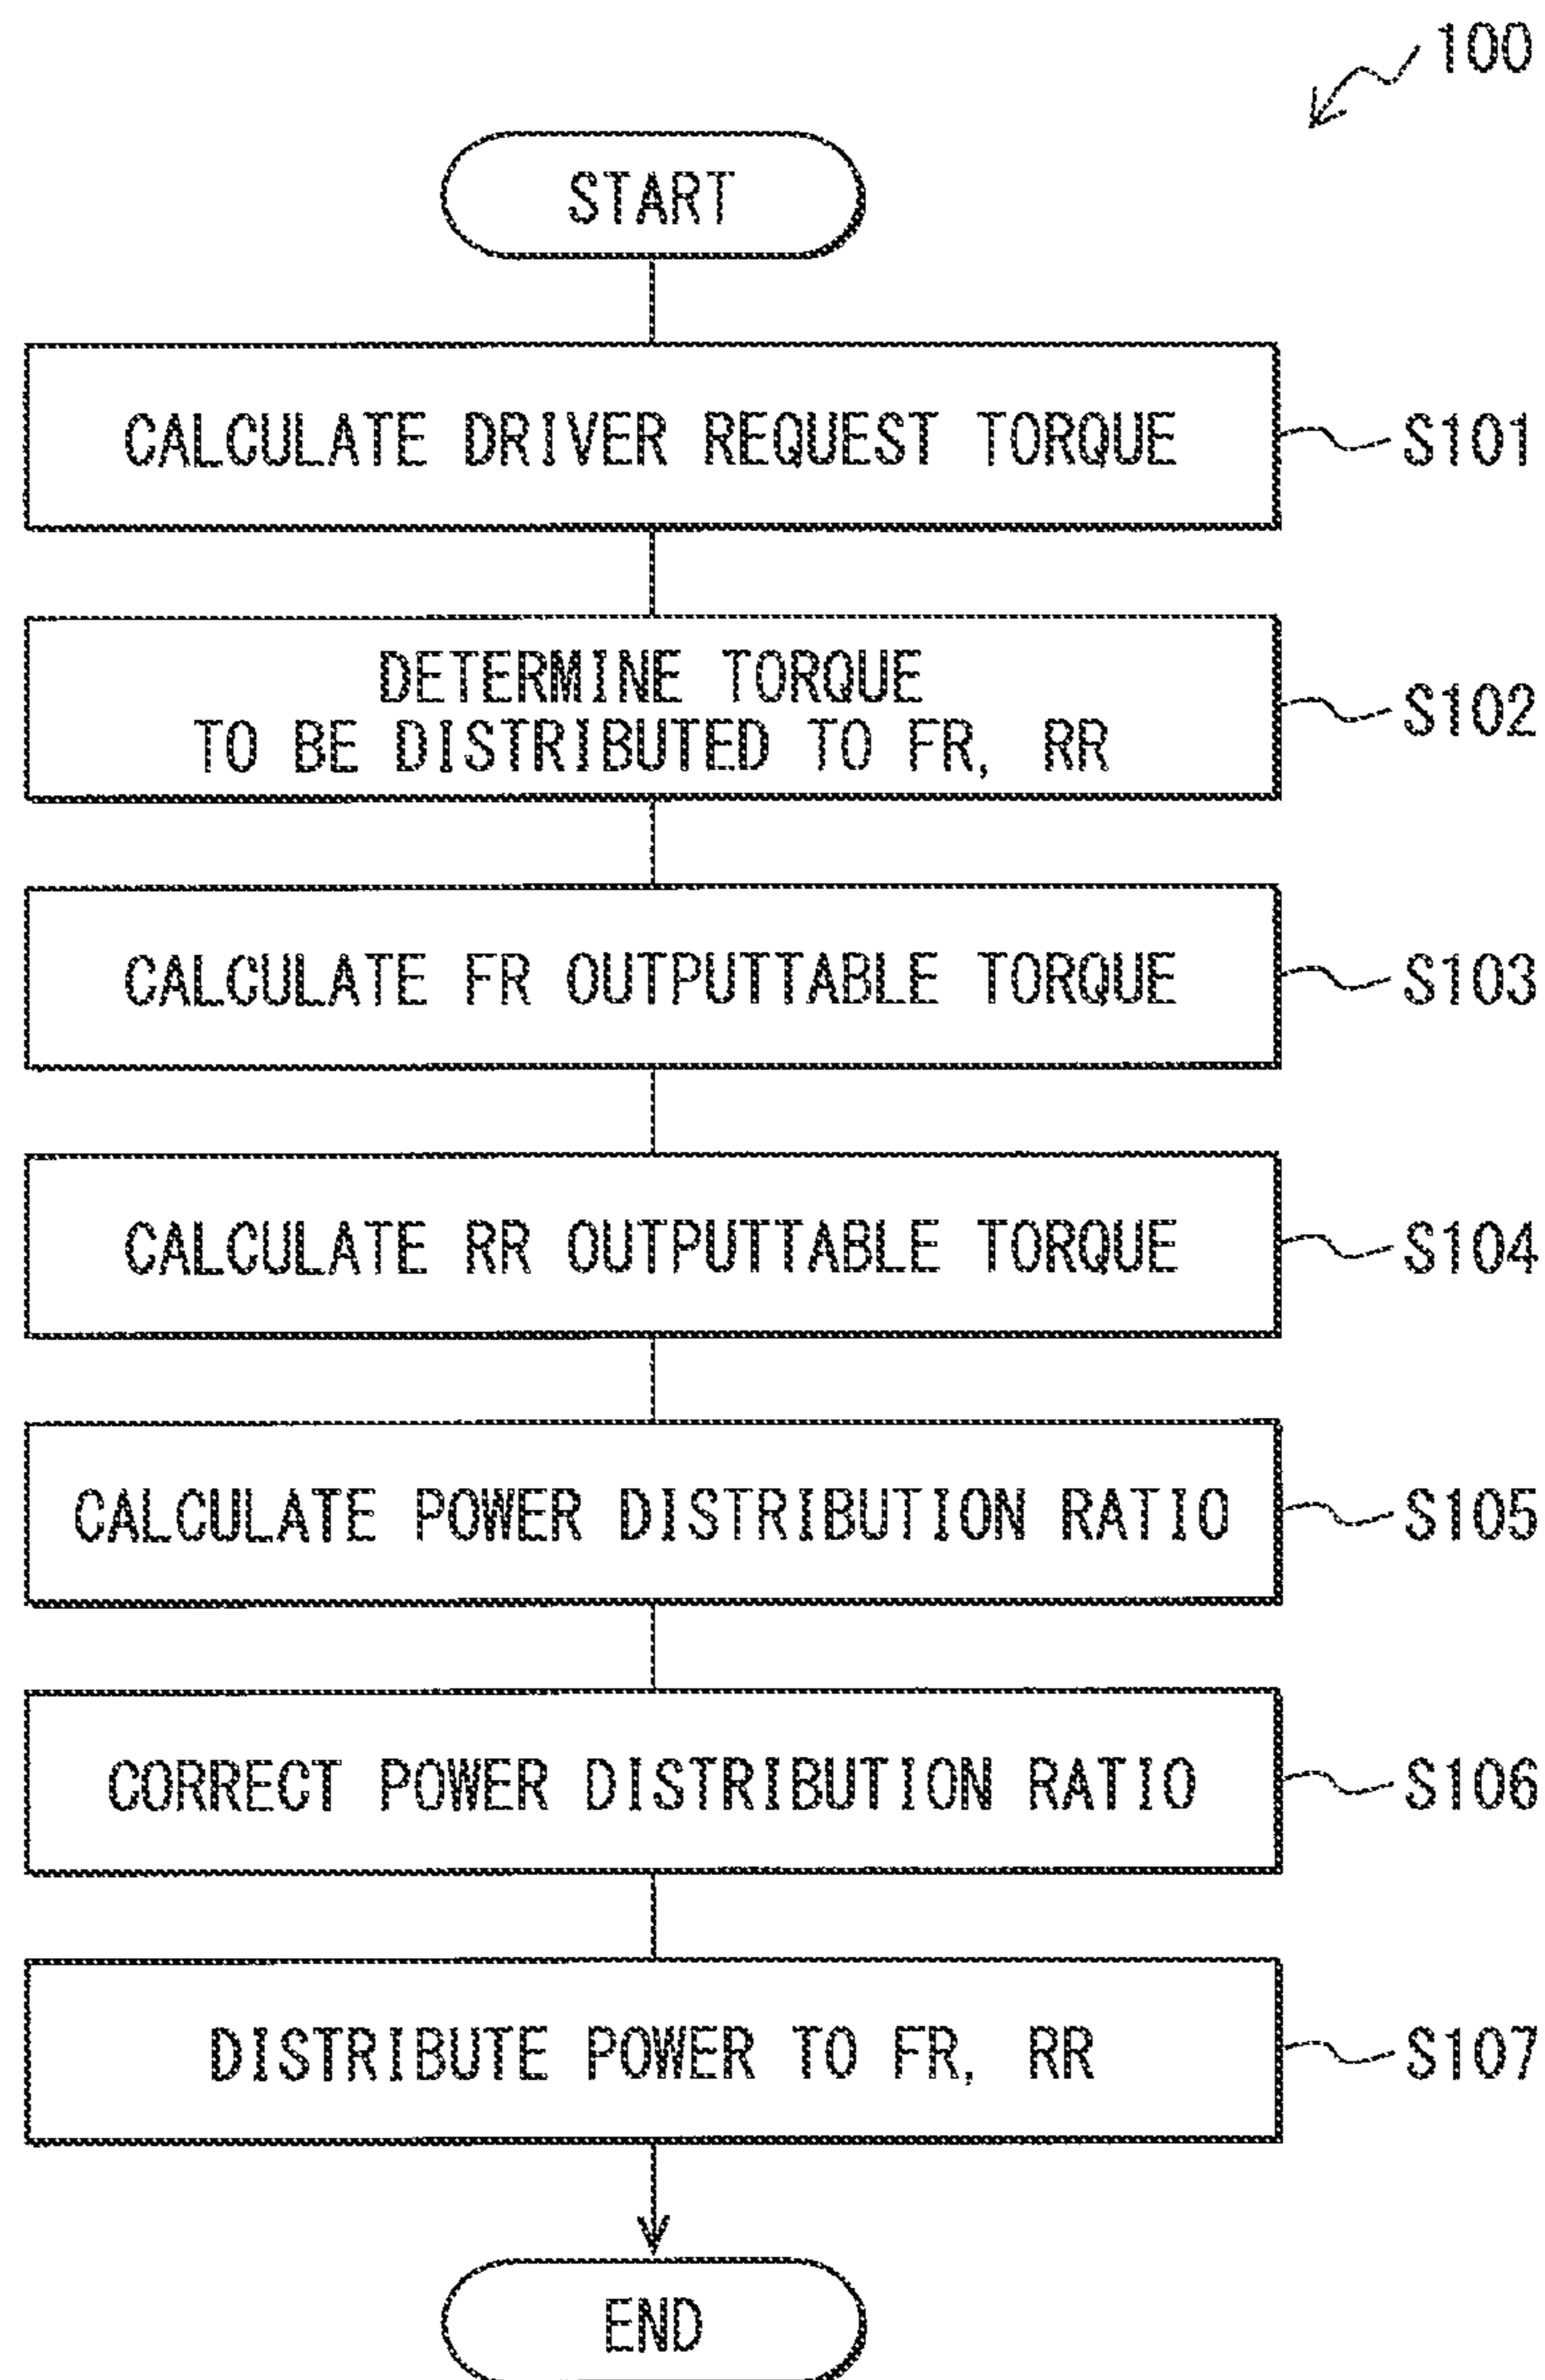 100
START
CALCULATE DRIVER REQUEST TORQUE
S101
DETERMINE TORQUE
TO BE DISTRIBUTED TO FR, RR
S102
CALCULATE FR OUTPUTTABLE TORQUE
S103
CALCULATE RR OUTPUTTABLE TORQUE
S104
CALCULATE POWER DISTRIBUTION RATIO
S105
CORRECT POWER DISTRIBUTION RATIO
S106
DISTRIBUTE POWER TO FR, RR
S107
END